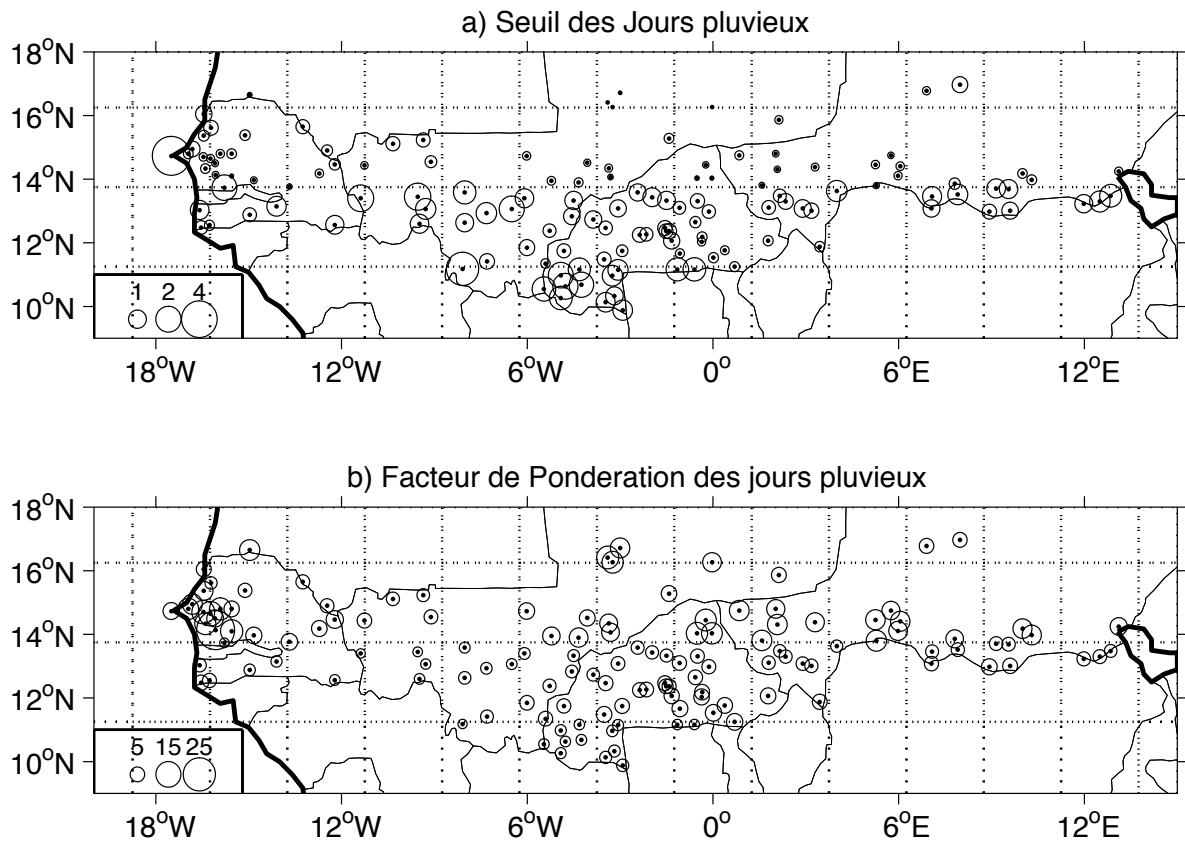 a) Seuil des Jours pluvieux
18°N
16°N
14°N
12°N
10°N
1 2 4
18°W 12°W 6°W 0° 6°E 12°E
b) Facteur de Ponderation des jours pluvieux
18°N
16°N
14°N
12°N
10°N
5 15 25
18°W 12°W 6°W 0° 6°E 12°E